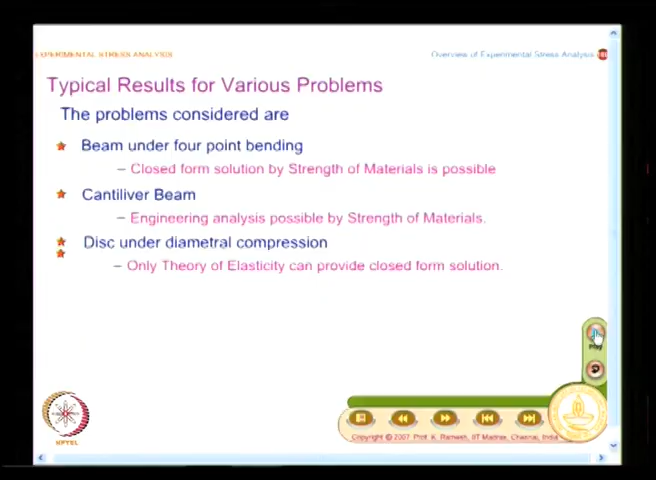 EXPERIMENTAL STRESS ANALYSIS
Overview of Experimental Stress Analysis
Typical Results for Various Problems
The problems considered are
Beam under four point bending
– Closed form solution by Strength of Materials is possible
Cantiliver Beam
– Engineering analysis possible by Strength of Materials.
Disc under diametral compression
– Only Theory of Elasticity can provide closed form solution.
Play
NPTEL
Copyright © 2007 Prof. K. Ramesh, IIT Madras, Chennai, India